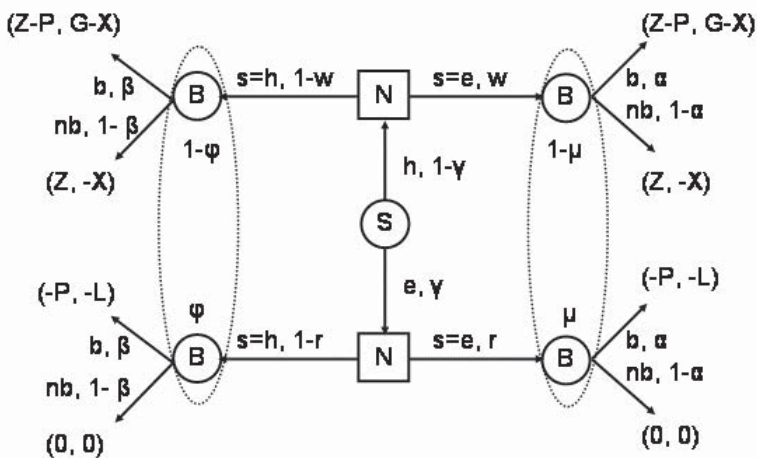 (Z-P, G-X)
(Z-P, G-X)
b, β
B
s=h, 1-w
N
s=e, w
B
b, α
nb, 1- β
nb, 1-α
1-φ
1-μ
(Z, -X)
h, 1-γ
(Z, -X)
S
e, γ
(-P, -L)
φ
μ
(-P, -L)
b, β
B
s=h, 1-r
N
s=e, r
B
b, α
nb, 1- β
nb, 1-α
(0, 0)
(0, 0)